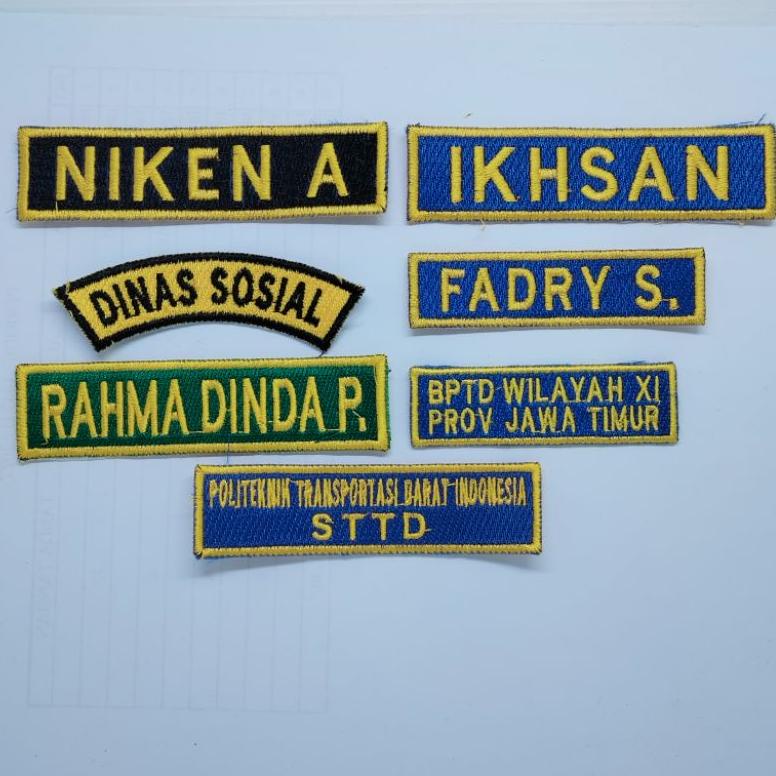 NIKEN A
IKHSAN
DINAS SOSIAL
FADRY S.
RAHMA DINDA P.
BPTD WILAYAH XI
PROV JAWA TIMUR
POLITEKNIK TRANSPORTASI DARAT INDONESIA
STTD